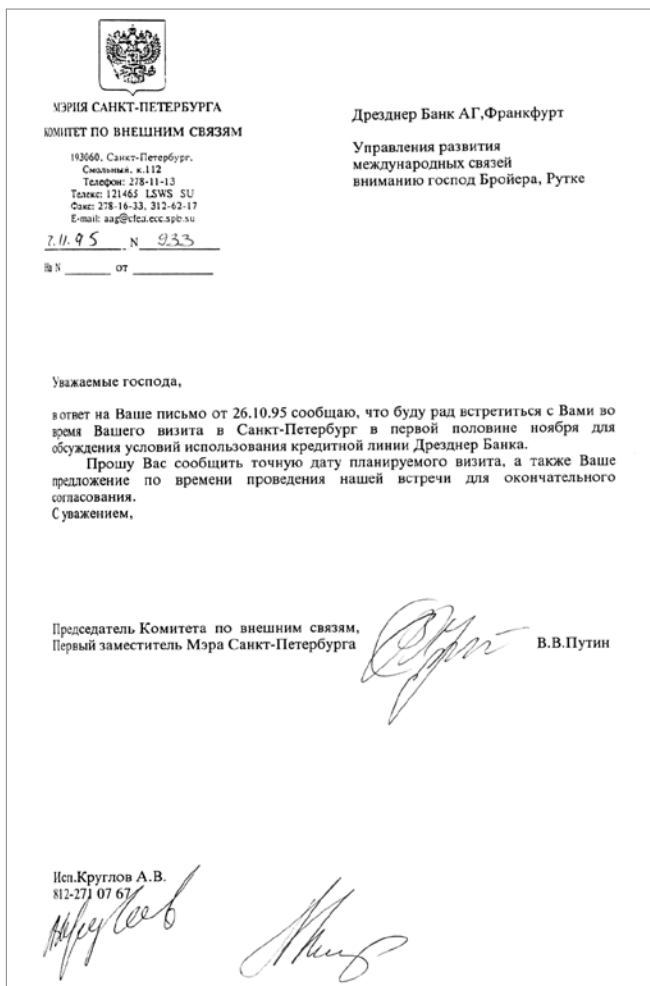 МЭРИЯ САНКТ-ПЕТЕРБУРГА
КОМИТЕТ ПО ВНЕШНИМ СВЯЗЯМ
193060, Санкт-Петербург,
Смольный, к.112
Телефон: 278-11-13
Телекс: 121465 LSWS SU
Факс: 278-16-33, 312-62-17
E-mail: aag@cfea.ecc.spb.su
2.11.95 N 933
На N ________ от ____________
Дрезднер Банк АГ,Франкфурт
Управления развития
международных связей
вниманию господ Бройера, Рутке
Уважаемые господа,
в ответ на Ваше письмо от 26.10.95 сообщаю, что буду рад встретиться с Вами во
время Вашего визита в Санкт-Петербург в первой половине ноября для
обсуждения условий использования кредитной линии Дрезднер Банка.
Прошу Вас сообщить точную дату планируемого визита, а также Ваше
предложение по времени проведения нашей встречи для окончательного
согласования.
С уважением,
Председатель Комитета по внешним связям,
Первый заместитель Мэра Санкт-Петербурга В.В.Путин
Исп.Круглов А.В.
812-271 07 67